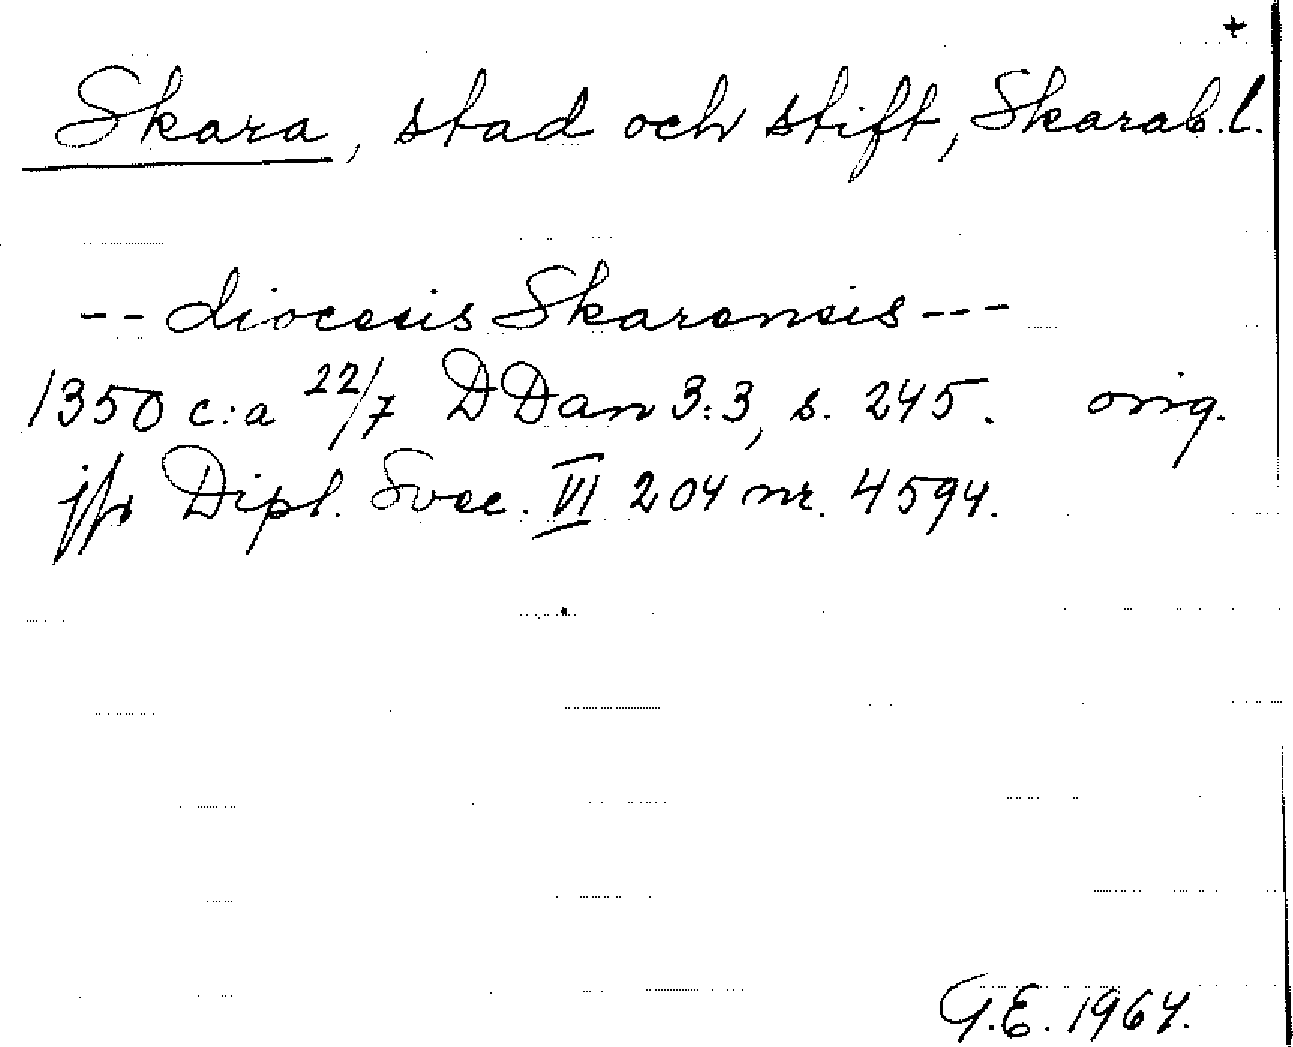 +
Skara, stad och stift, Skarab.l.
-- diocesis Skarensis ---
1350 c:a 22/7 DDan 3:3, s. 245. orig.
jfr Dipl. Svec. VI 204 nr. 4594.
G.E. 1964.